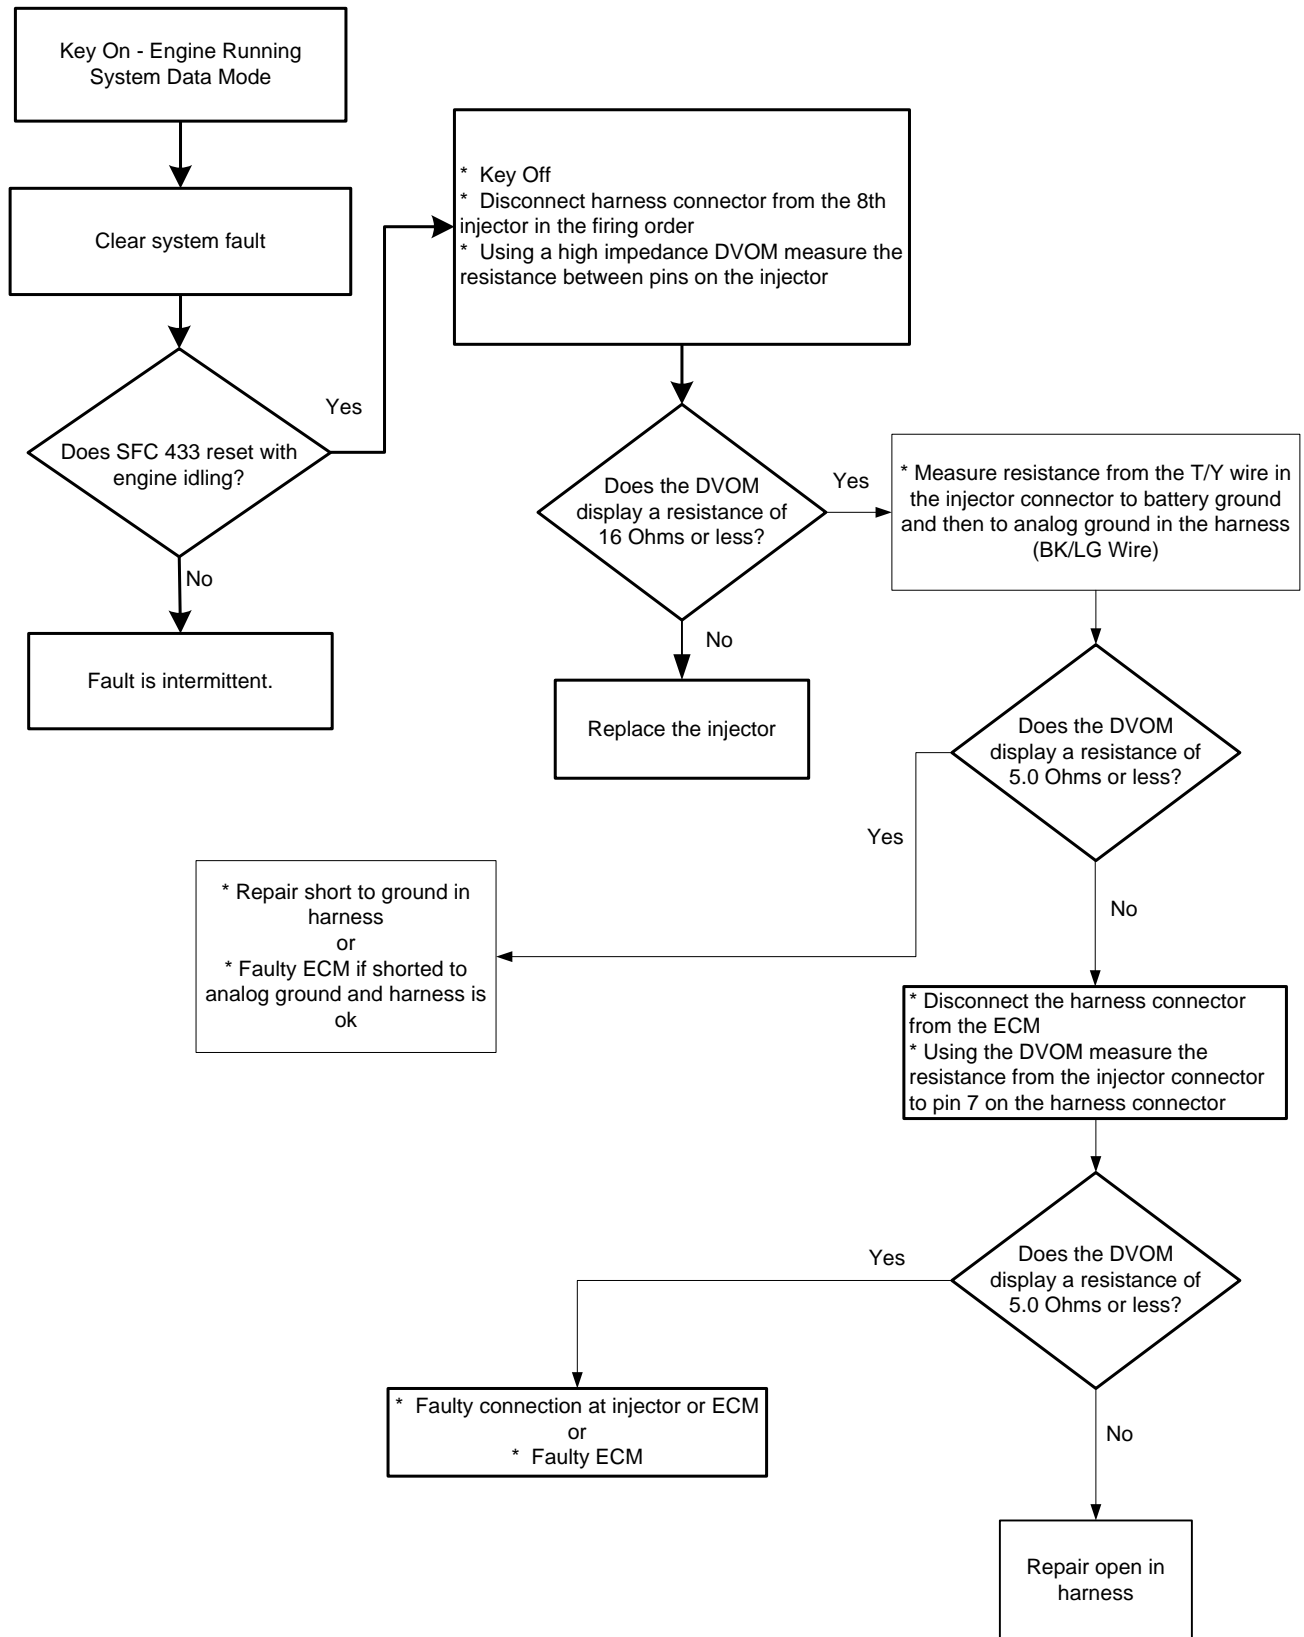 Key On - Engine Running
System Data Mode
Clear system fault
Does SFC 433 reset with
engine idling?
Yes
No
Fault is intermittent.
* Key Off
* Disconnect harness connector from the 8th
injector in the firing order
* Using a high impedance DVOM measure the
resistance between pins on the injector
Does the DVOM
display a resistance of
16 Ohms or less?
Yes
No
Replace the injector
* Measure resistance from the T/Y wire in
the injector connector to battery ground
and then to analog ground in the harness
(BK/LG Wire)
Does the DVOM
display a resistance of
5.0 Ohms or less?
Yes
No
* Repair short to ground in
harness
or
* Faulty ECM if shorted to
analog ground and harness is
ok
* Disconnect the harness connector
from the ECM
* Using the DVOM measure the
resistance from the injector connector
to pin 7 on the harness connector
Does the DVOM
display a resistance of
5.0 Ohms or less?
Yes
No
* Faulty connection at injector or ECM
or
* Faulty ECM
Repair open in
harness